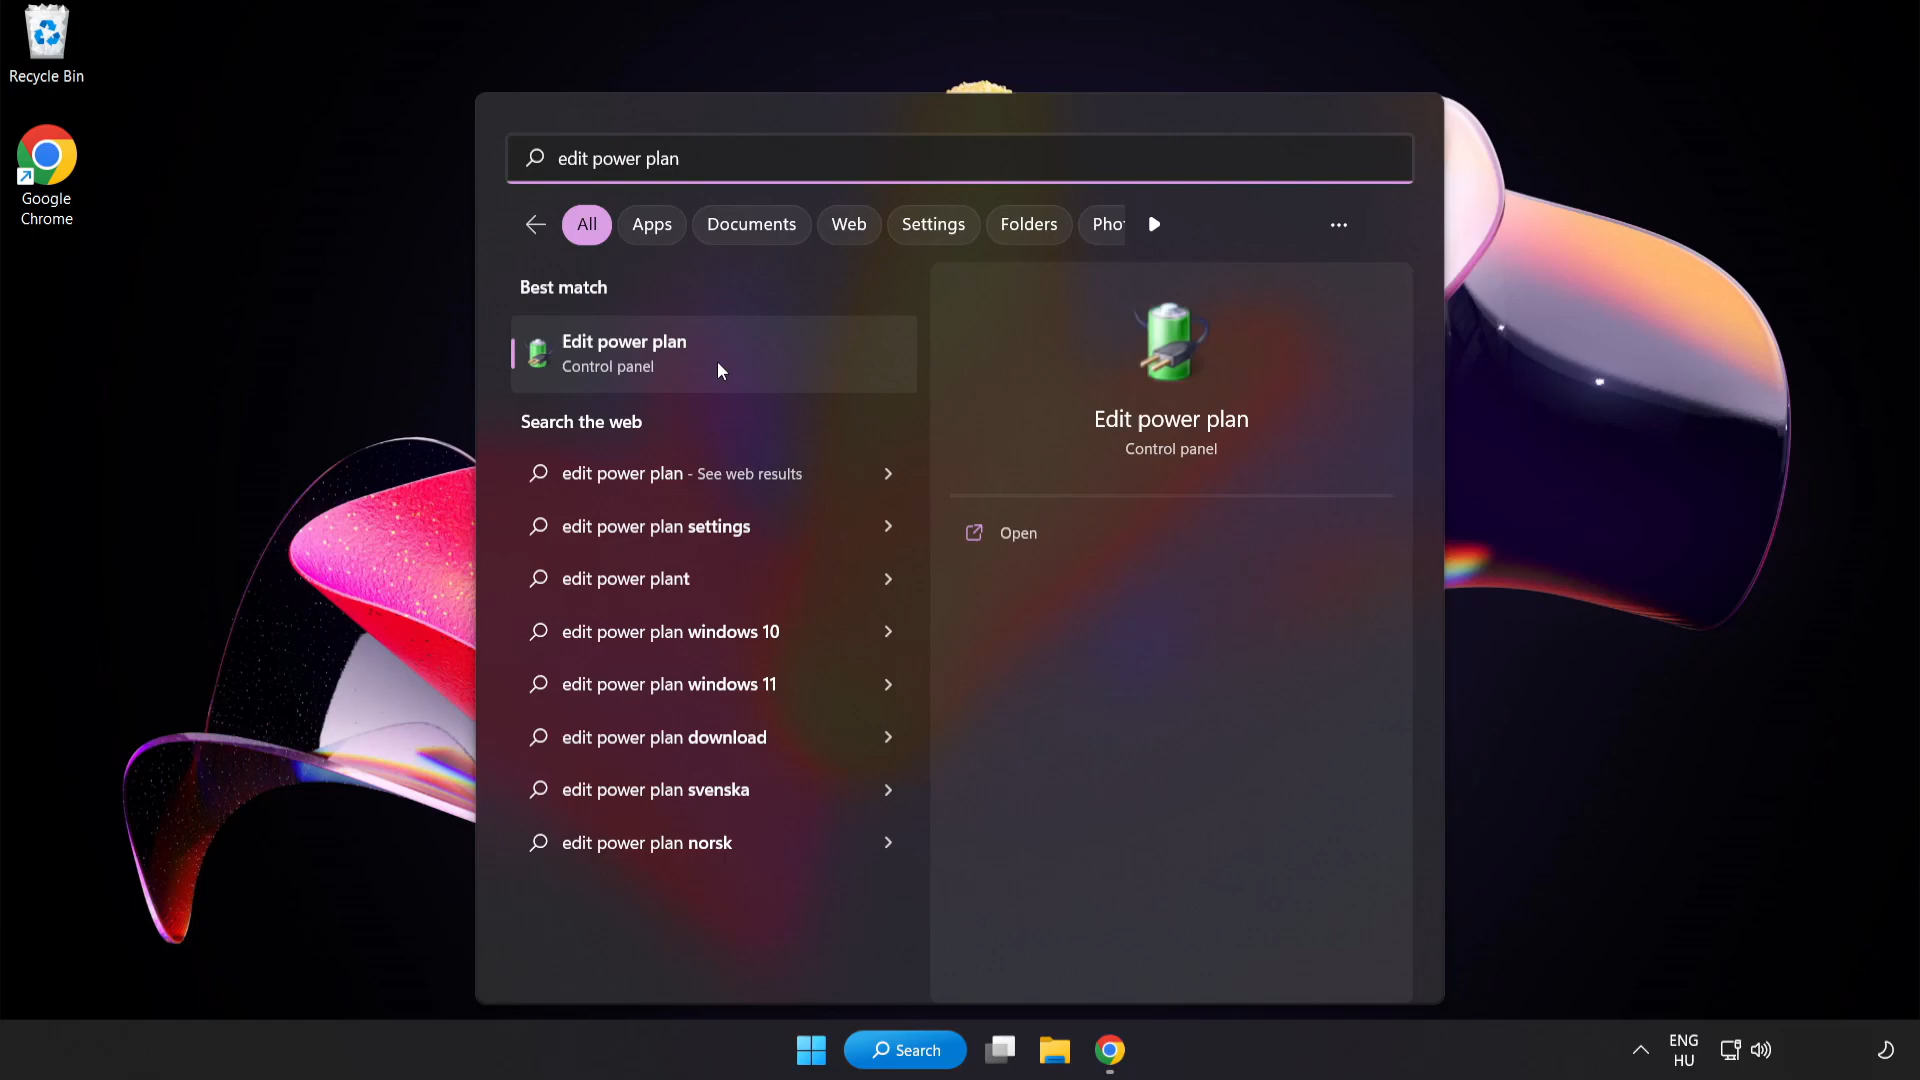 Recycle Bin
Google
Chrome
edit power plan
All
Apps
Documents
Web
Settings
Folders
Best match
Edit power plan
Control panel
Search the web
edit power plan - See web results
edit power plan settings
edit power plant
edit power plan windows 10
edit power plan windows 11
edit power plan download
edit power plan svenska
edit power plan norsk
Edit power plan
Control panel
Open
Search
ENG
HU